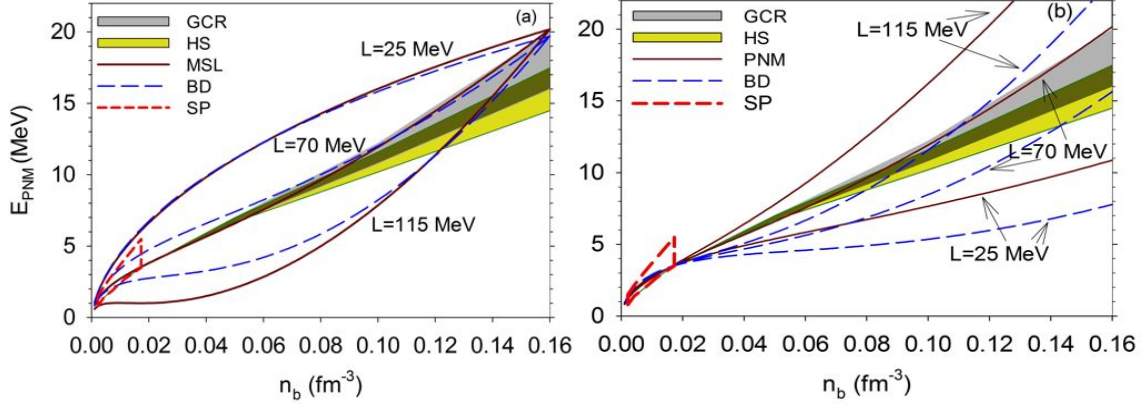 GCR
HS
MSL
BD
SP
(a)
L=25 MeV
L=70 MeV
L=115 MeV
E_PNM (MeV)
20
15
10
5
0
0.00 0.02 0.04 0.06 0.08 0.10 0.12 0.14 0.16
n_b (fm⁻³)
GCR
HS
PNM
BD
SP
(b)
L=115 MeV
L=70 MeV
L=25 MeV
20
15
10
5
0
0.00 0.02 0.04 0.06 0.08 0.10 0.12 0.14 0.16
n_b (fm⁻³)